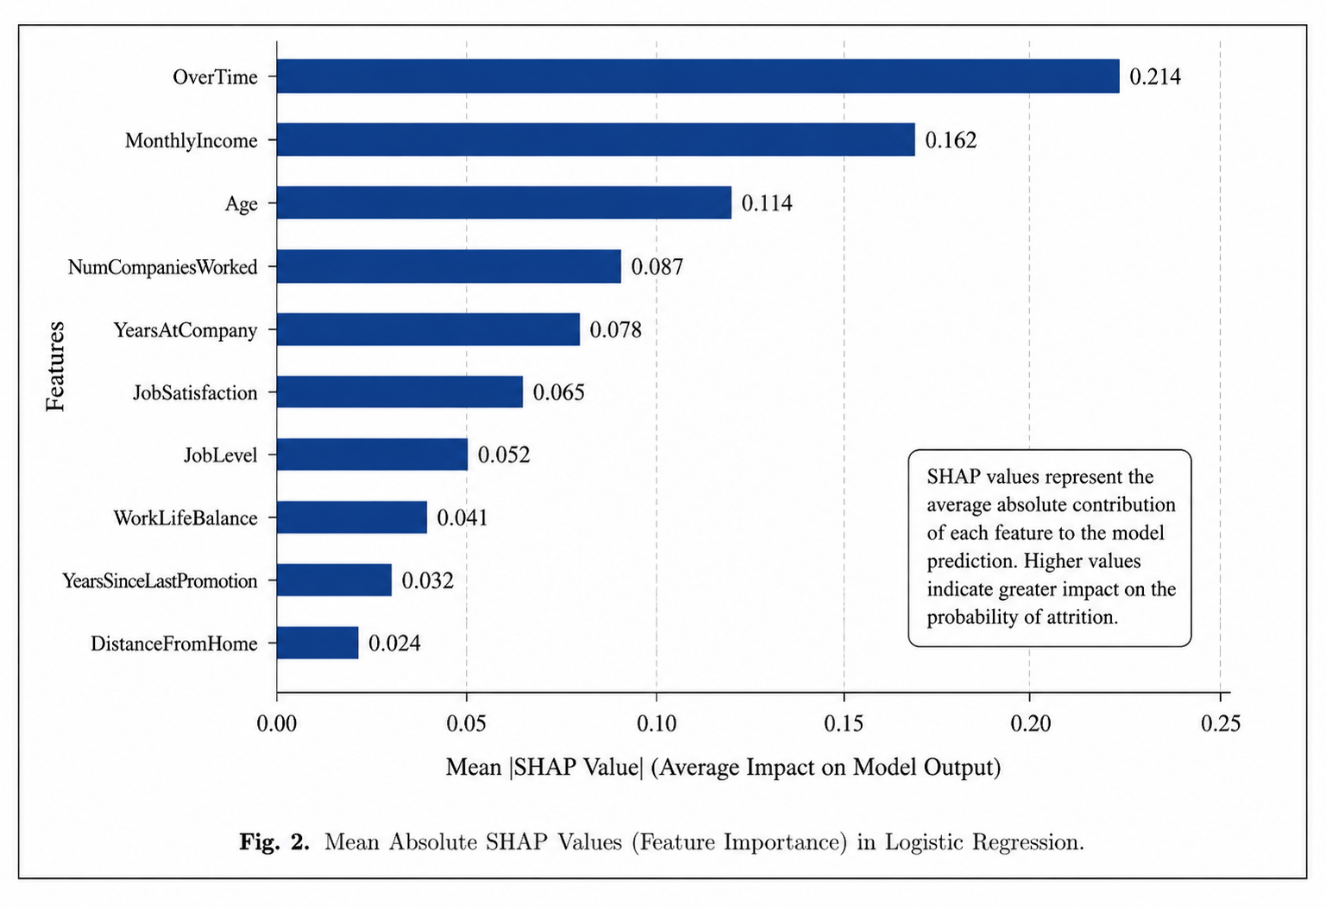 OverTime 0.214
MonthlyIncome 0.162
Age 0.114
NumCompaniesWorked 0.087
YearsAtCompany 0.078
JobSatisfaction 0.065
JobLevel 0.052
WorkLifeBalance 0.041
YearsSinceLastPromotion 0.032
DistanceFromHome 0.024
Features
SHAP values represent the
average absolute contribution
of each feature to the model
prediction. Higher values
indicate greater impact on the
probability of attrition.
0.00 0.05 0.10 0.15 0.20 0.25
Mean |SHAP Value| (Average Impact on Model Output)
Fig. 2. Mean Absolute SHAP Values (Feature Importance) in Logistic Regression.